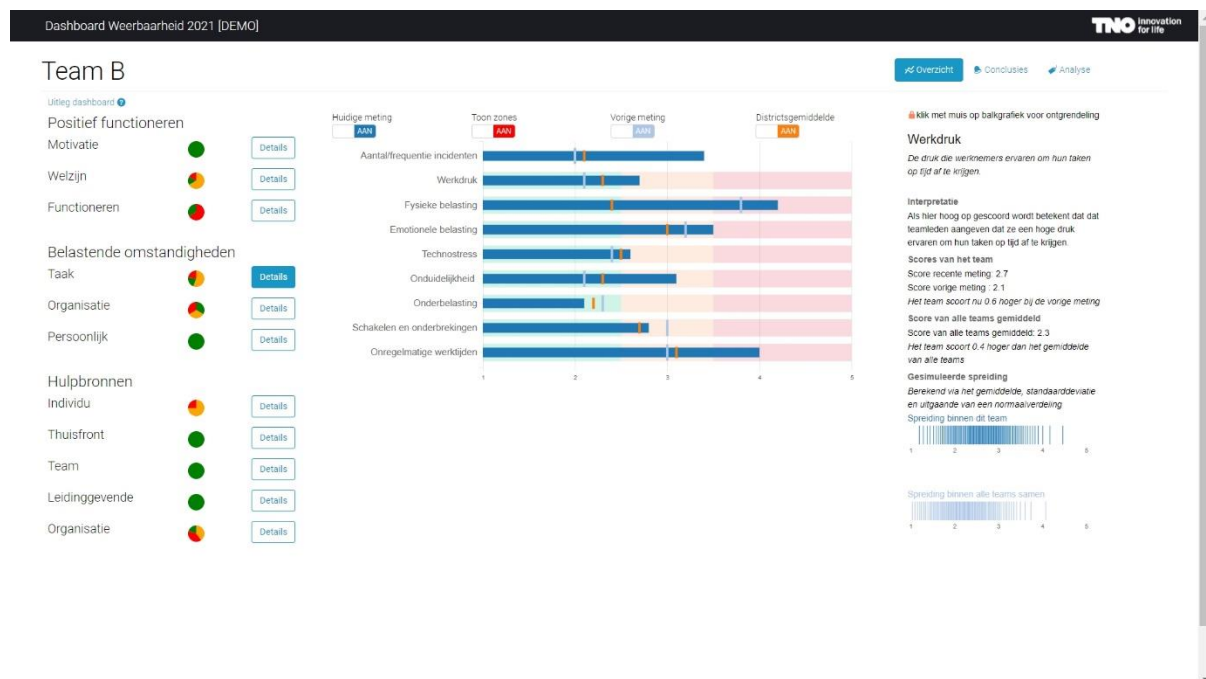 Dashboard Weerbaarheid 2021 [DEMO]
TNO innovation
for life
Team B
Overzicht
Conclusies
Analyse
Uitleg dashboard ?
Positief functioneren
Motivatie
Details
Welzijn
Details
Functioneren
Details
Belastende omstandigheden
Taak
Details
Organisatie
Details
Persoonlijk
Details
Hulpbronnen
Individu
Details
Thuisfront
Details
Team
Details
Leidinggevende
Details
Organisatie
Details
Huidige meting
AAN
Toon zones
AAN
Vorige meting
AAN
Districtsgemiddelde
AAN
Aantal/frequentie incidenten
Werkdruk
Fysieke belasting
Emotionele belasting
Technostress
Onduidelijkheid
Onderbelasting
Schakelen en onderbrekingen
Onregelmatige werktijden
1 2 3 4 5
klik met muis op balkgrafiek voor ontgrendeling
Werkdruk
De druk die werknemers ervaren om hun taken
op tijd af te krijgen.
Interpretatie
Als hier hoog op gescoord wordt betekent dat dat
teamleden aangeven dat ze een hoge druk
ervaren om hun taken op tijd af te krijgen.
Scores van het team
Score recente meting: 2.7
Score vorige meting : 2.1
Het team scoort nu 0.6 hoger bij de vorige meting
Score van alle teams gemiddeld
Score van alle teams gemiddeld: 2.3
Het team scoort 0.4 hoger dan het gemiddelde
van alle teams
Gesimuleerde spreiding
Berekend via het gemiddelde, standaarddeviatie
en uitgaande van een normaalverdeling
Spreiding binnen dit team
1 2 3 4 5
Spreiding binnen alle teams samen
1 2 3 4 5